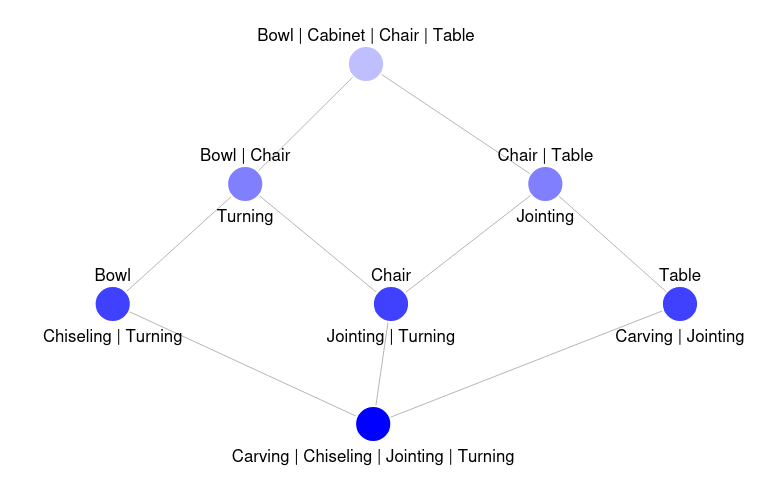 Bowl | Cabinet | Chair | Table
Bowl | Chair
Chair | Table
Turning
Jointing
Bowl
Chair
Table
Chiseling | Turning
Jointing | Turning
Carving | Jointing
Carving | Chiseling | Jointing | Turning